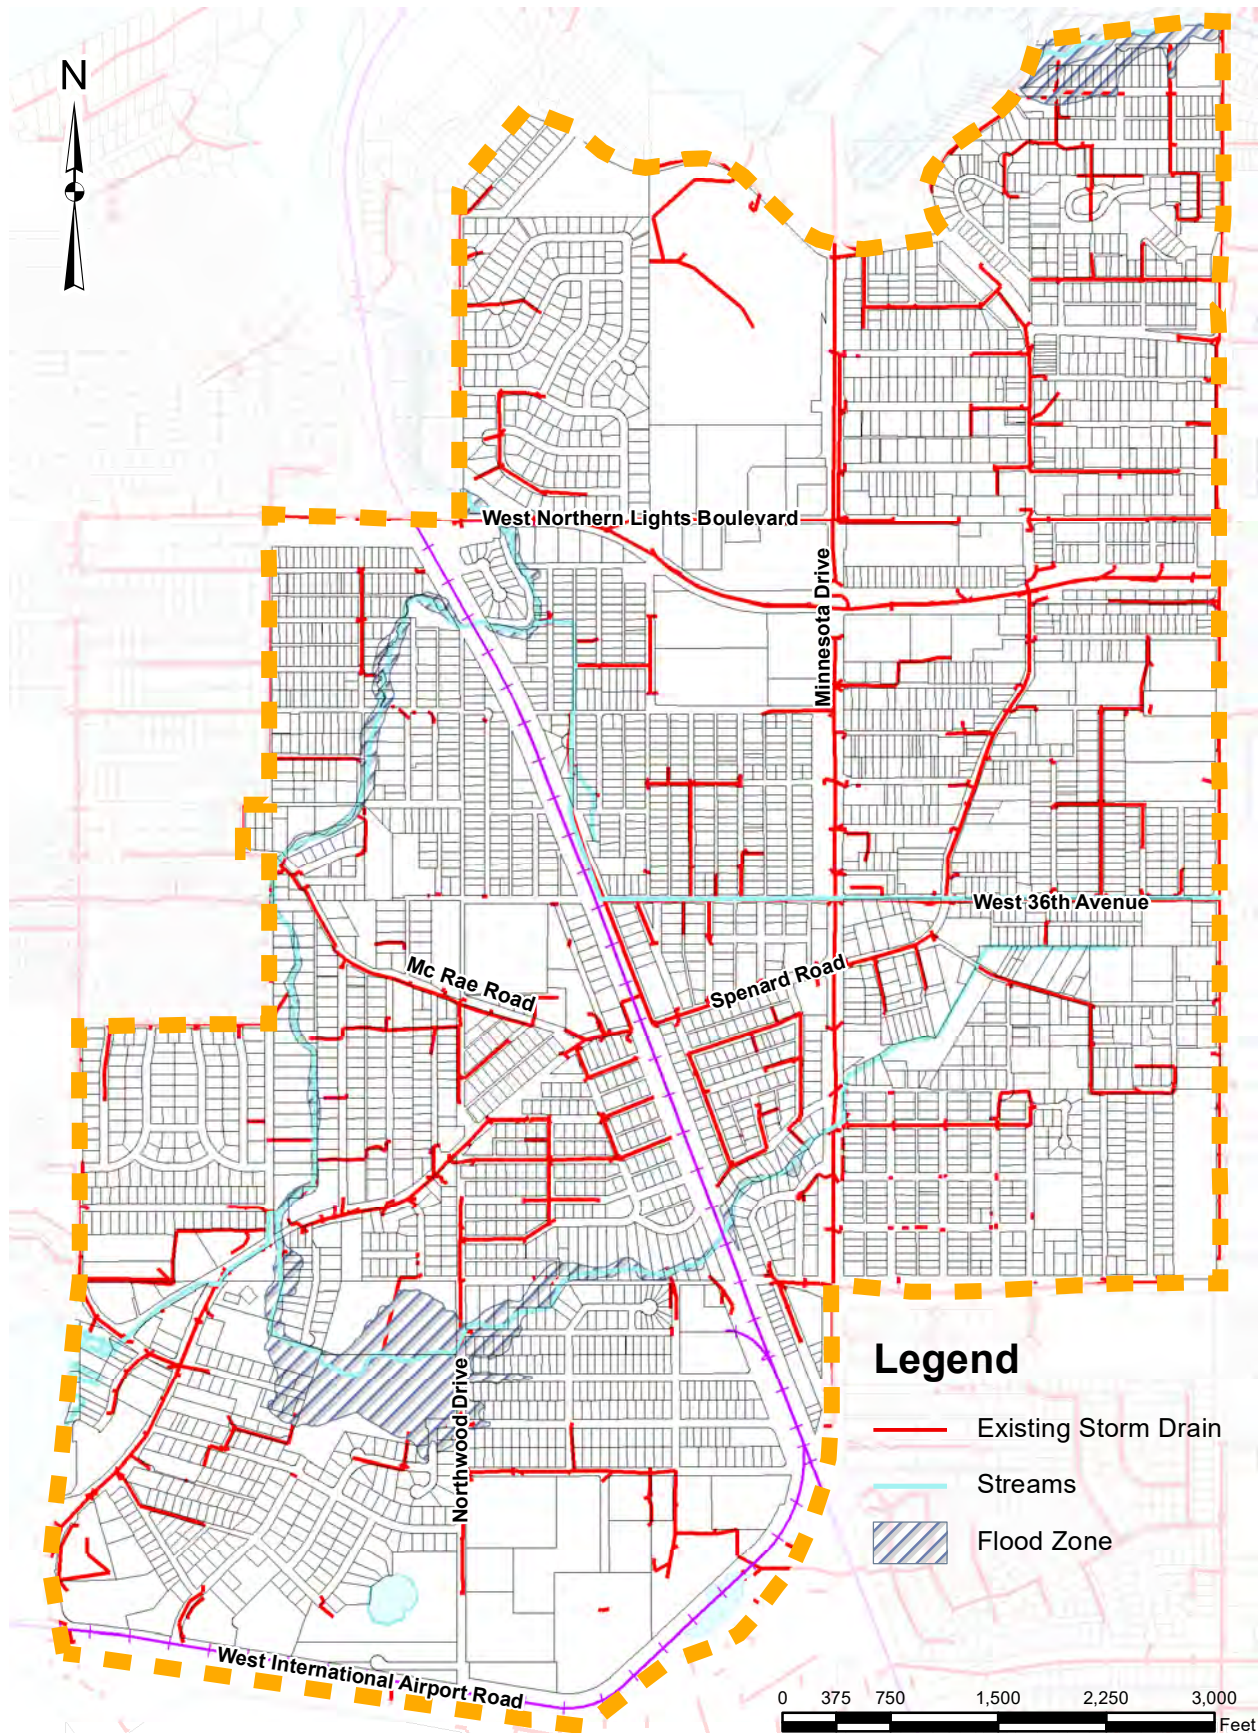 N
West Northern Lights Boulevard
Minnesota Drive
West 36th Avenue
Mc Rae Road
Spenard Road
Northwood Drive
West International Airport Road
Legend
Existing Storm Drain
Streams
Flood Zone
0 375 750 1,500 2,250 3,000
Feet